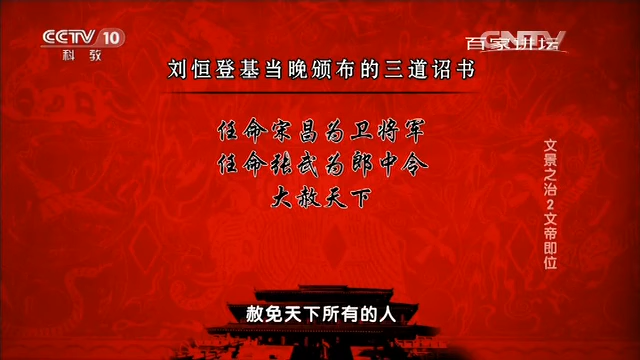 CCTV 10
科教
CNTV
百家讲坛
刘恒登基当晚颁布的三道诏书
任命宋昌为卫将军
任命张武为郎中令
大赦天下
文景之治2文帝即位
赦免天下所有的人